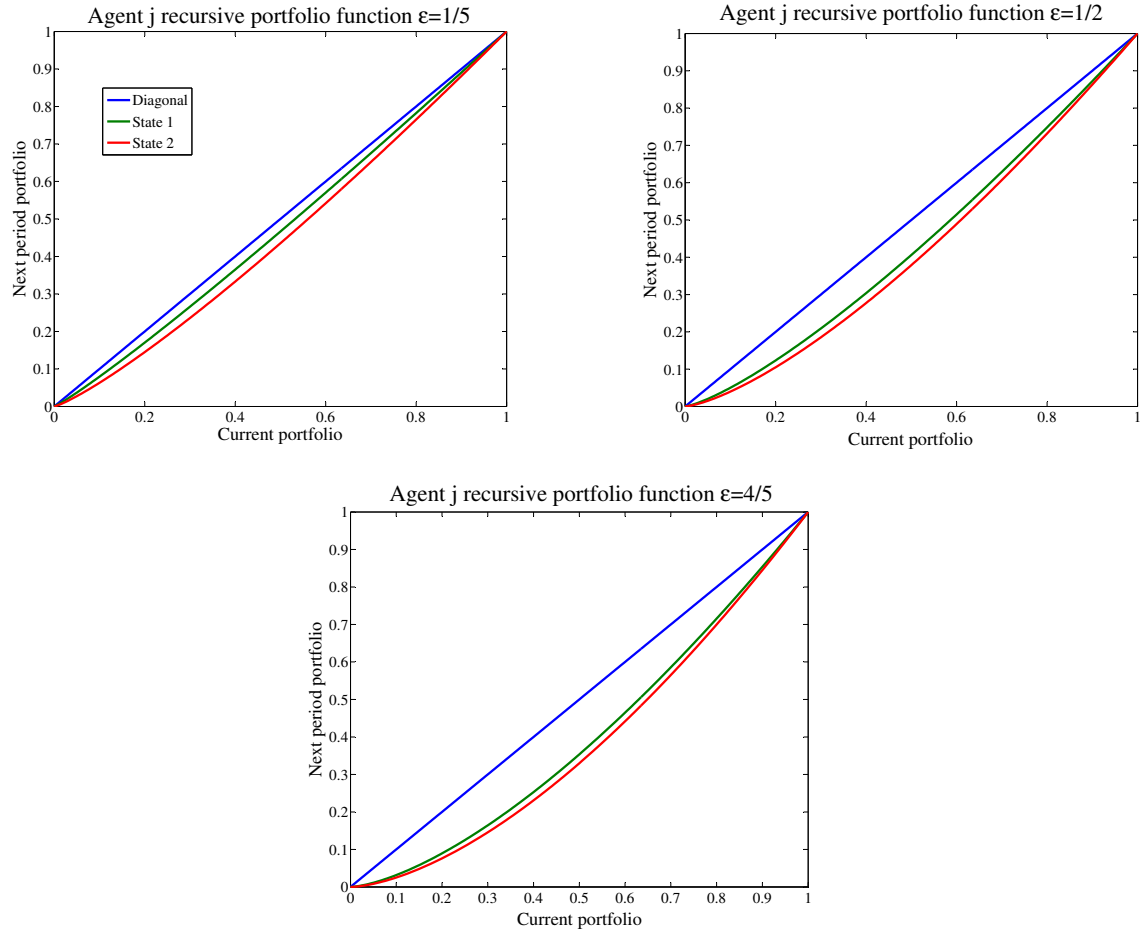 Agent j recursive portfolio function ε=1/5
1
0.9
0.8
0.7
0.6
0.5
0.4
0.3
0.2
0.1
0
Next period portfolio
Diagonal
State 1
State 2
0 0.2 0.4 0.6 0.8 1
Current portfolio
Agent j recursive portfolio function ε=1/2
1
0.9
0.8
0.7
0.6
0.5
0.4
0.3
0.2
0.1
0
Next period portfolio
0 0.2 0.4 0.6 0.8 1
Current portfolio
Agent j recursive portfolio function ε=4/5
1
0.9
0.8
0.7
0.6
0.5
0.4
0.3
0.2
0.1
0
Next period portfolio
0 0.1 0.2 0.3 0.4 0.5 0.6 0.7 0.8 0.9 1
Current portfolio